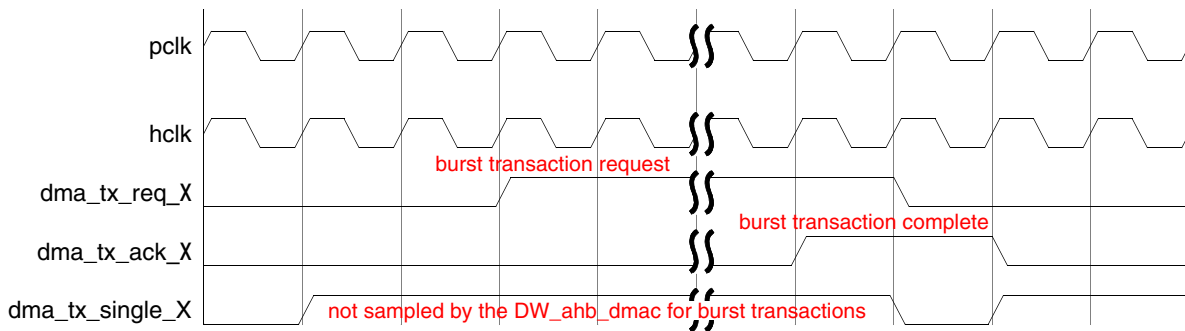 pclk
hclk
burst transaction request
dma_tx_req_X
burst transaction complete
dma_tx_ack_X
dma_tx_single_X
not sampled by the DW_ahb_dmac for burst transactions